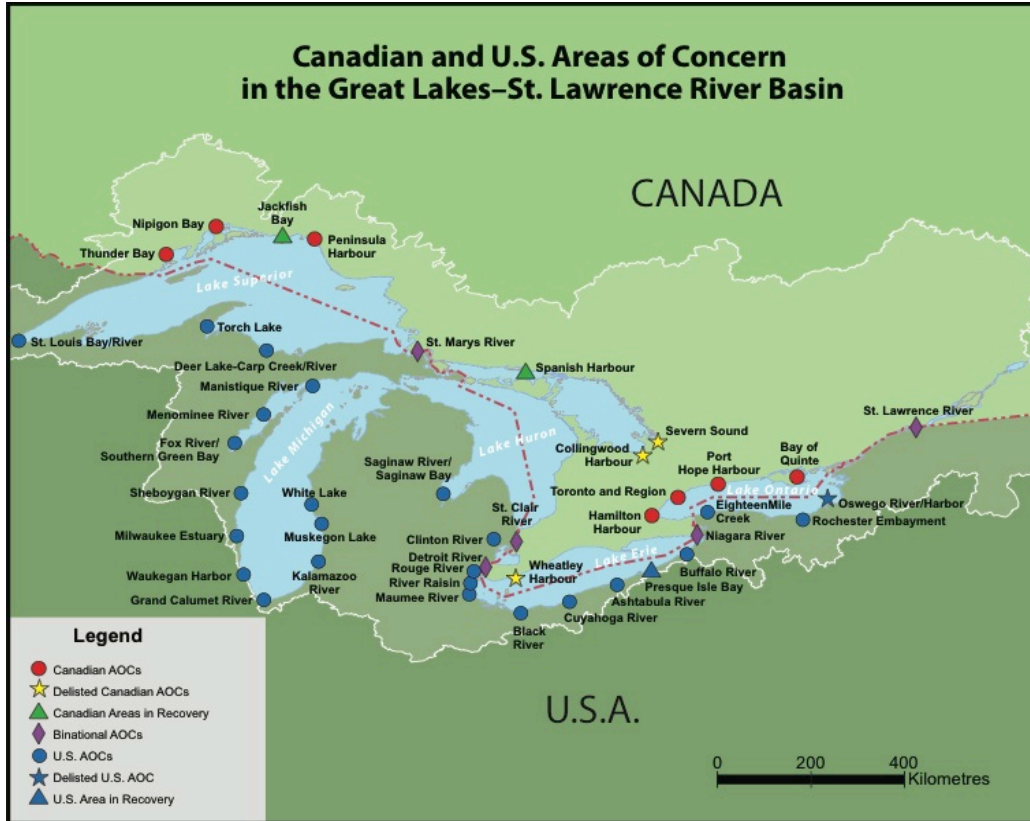 Canadian and U.S. Areas of Concern
in the Great Lakes–St. Lawrence River Basin
CANADA
Jackfish
Bay
Nipigon Bay
Peninsula
Harbour
Thunder Bay
Lake Superior
St. Louis Bay/River
Torch Lake
Deer Lake-Carp Creek/River
St. Marys River
Spanish Harbour
Manistique River
Menominee River
Fox River/
Southern Green Bay
Lake Michigan
Lake Huron
St. Lawrence River
Severn Sound
Collingwood
Harbour
Port
Hope Harbour
Bay of
Quinte
Saginaw River/
Saginaw Bay
Sheboygan River
White Lake
Toronto and Region
Lake Ontario
Oswego River/Harbor
St. Clair
River
Hamilton
Harbour
EighteenMile
Creek
Rochester Embayment
Milwaukee Estuary
Muskegon Lake
Clinton River
Niagara River
Detroit River
Rouge River
River Raisin
Maumee River
Lake Erie
Wheatley
Harbour
Buffalo River
Presque Isle Bay
Waukegan Harbor
Kalamazoo
River
Grand Calumet River
Ashtabula River
Cuyahoga River
Black
River
Legend
Canadian AOCs
Delisted Canadian AOCs
Canadian Areas in Recovery
Binational AOCs
U.S. AOCs
Delisted U.S. AOC
U.S. Area in Recovery
U.S.A.
0 200 400
Kilometres